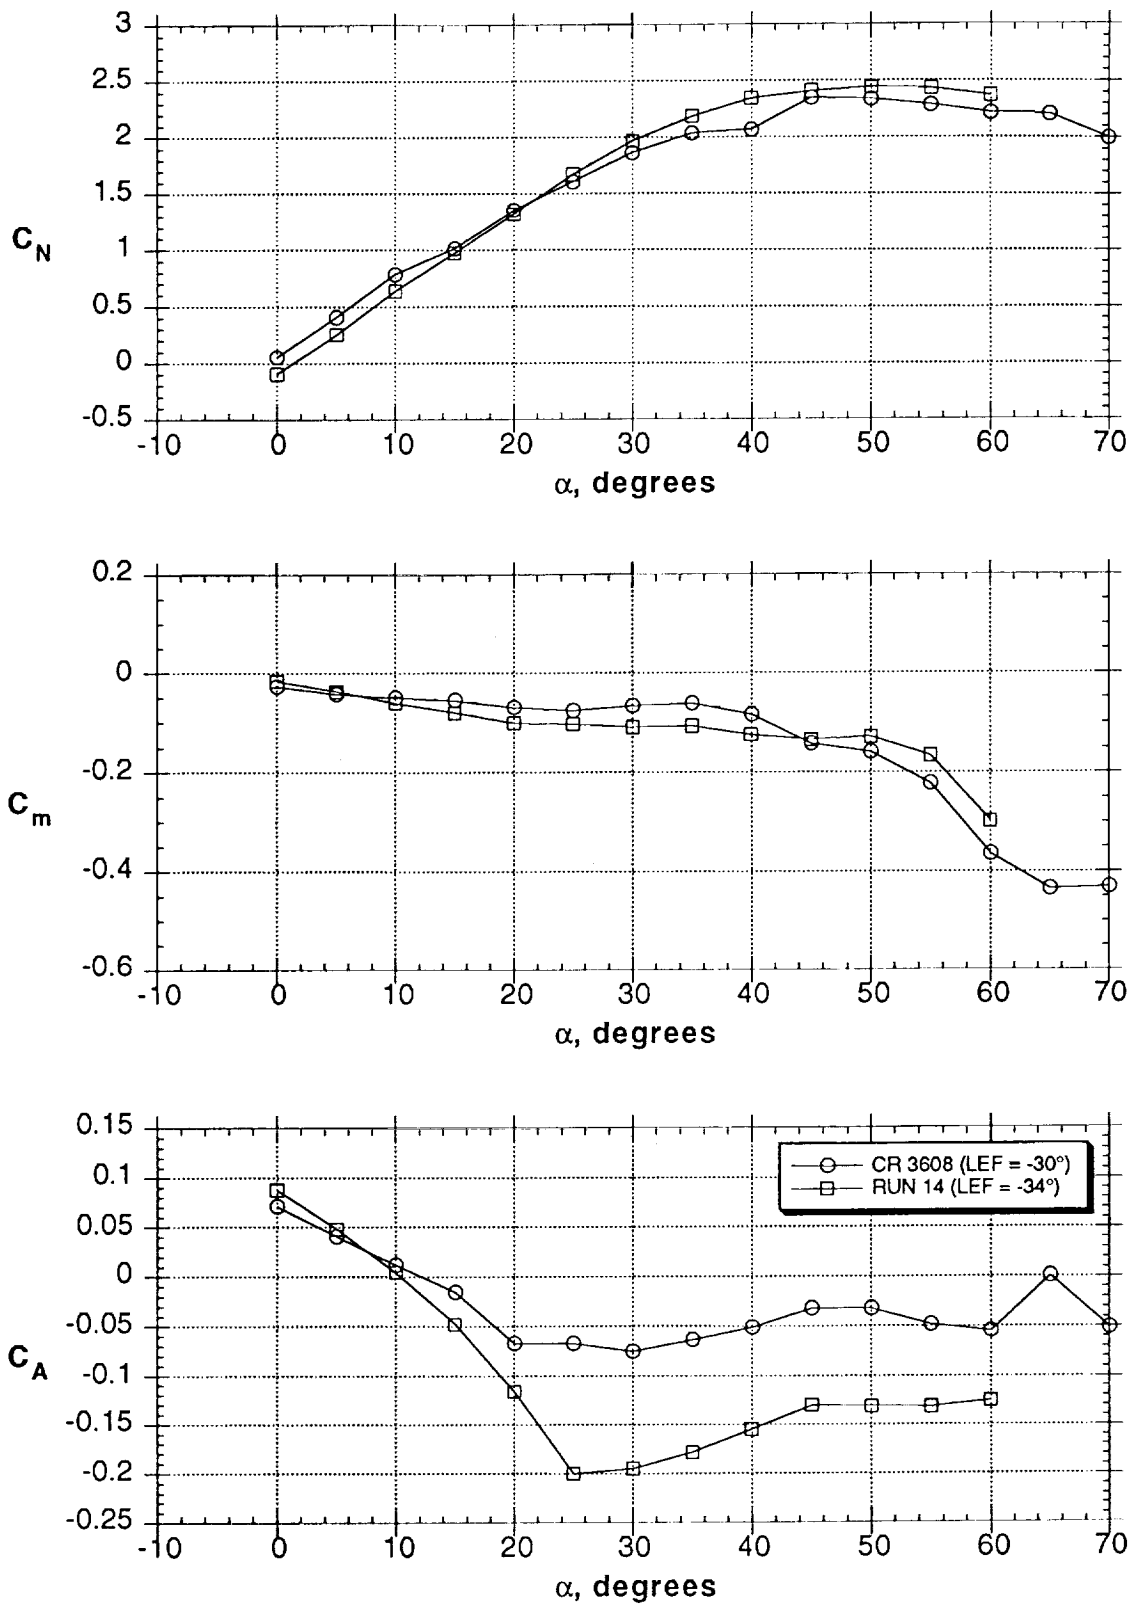 3
2.5
2
1.5
1
0.5
0
-0.5
C_N
-10 0 10 20 30 40 50 60 70
α, degrees
0.2
0
-0.2
-0.4
-0.6
C_m
-10 0 10 20 30 40 50 60 70
α, degrees
0.15
0.1
0.05
0
-0.05
-0.1
-0.15
-0.2
-0.25
C_A
CR 3608 (LEF = -30°)
RUN 14 (LEF = -34°)
-10 0 10 20 30 40 50 60 70
α, degrees